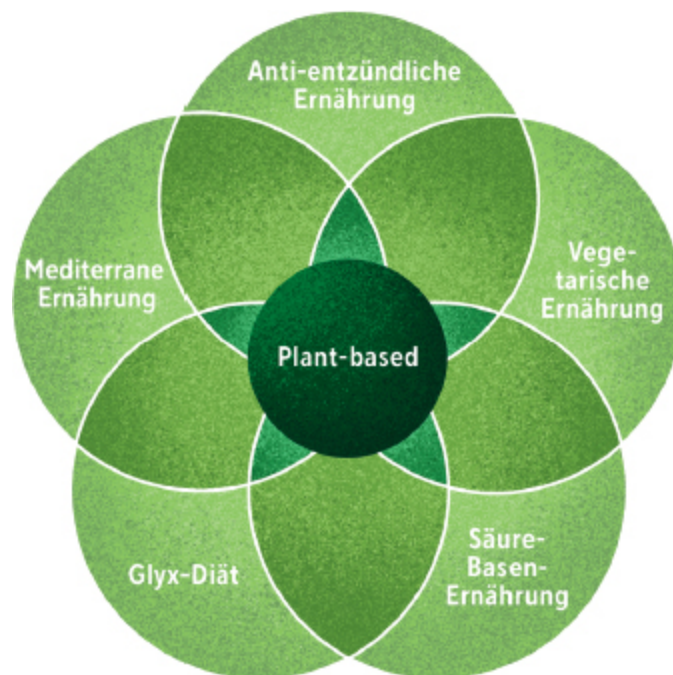 Anti-entzündliche
Ernährung
Mediterrane
Ernährung
Vege-
tarische
Ernährung
Plant-based
Glyx-Diät
Säure-
Basen-
Ernährung